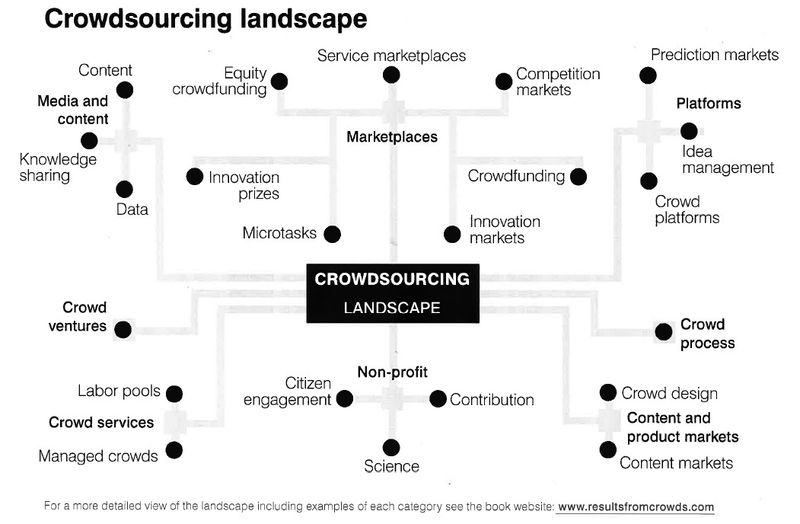 Crowdsourcing landscape
Content
Media and
content
Knowledge
sharing
Data
Equity
crowdfunding
Service marketplaces
Competition
markets
Marketplaces
Innovation
prizes
Crowdfunding
Microtasks
Innovation
markets
Prediction markets
Platforms
Idea
management
Crowd
platforms
CROWDSOURCING
LANDSCAPE
Crowd
ventures
Crowd
process
Labor pools
Crowd services
Managed crowds
Non-profit
Citizen
engagement
Contribution
Science
Crowd design
Content and
product markets
Content markets
For a more detailed view of the landscape including examples of each category see the book website: www.resultsfromcrowds.com